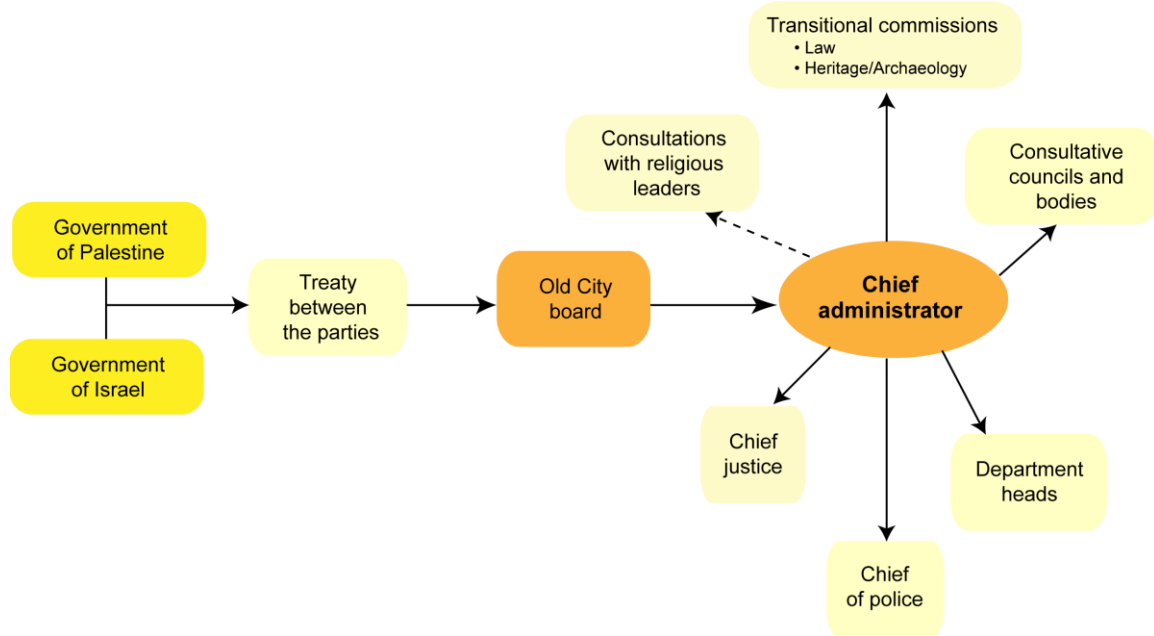 Transitional commissions
• Law
• Heritage/Archaeology
Consultations
with religious
leaders
Consultative
councils and
bodies
Government
of Palestine
Treaty
between
the parties
Old City
board
Chief
administrator
Government
of Israel
Chief
justice
Department
heads
Chief
of police